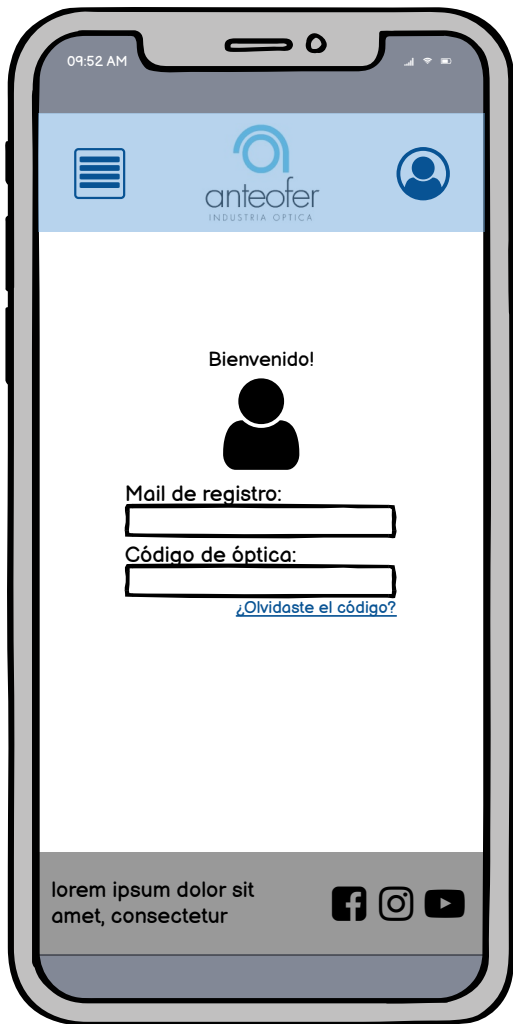 09:52 AM
anteofer
INDUSTRIA OPTICA
Bienvenido!
Mail de registro:
Código de óptica:
¿Olvidaste el código?
lorem ipsum dolor sit
amet, consectetur